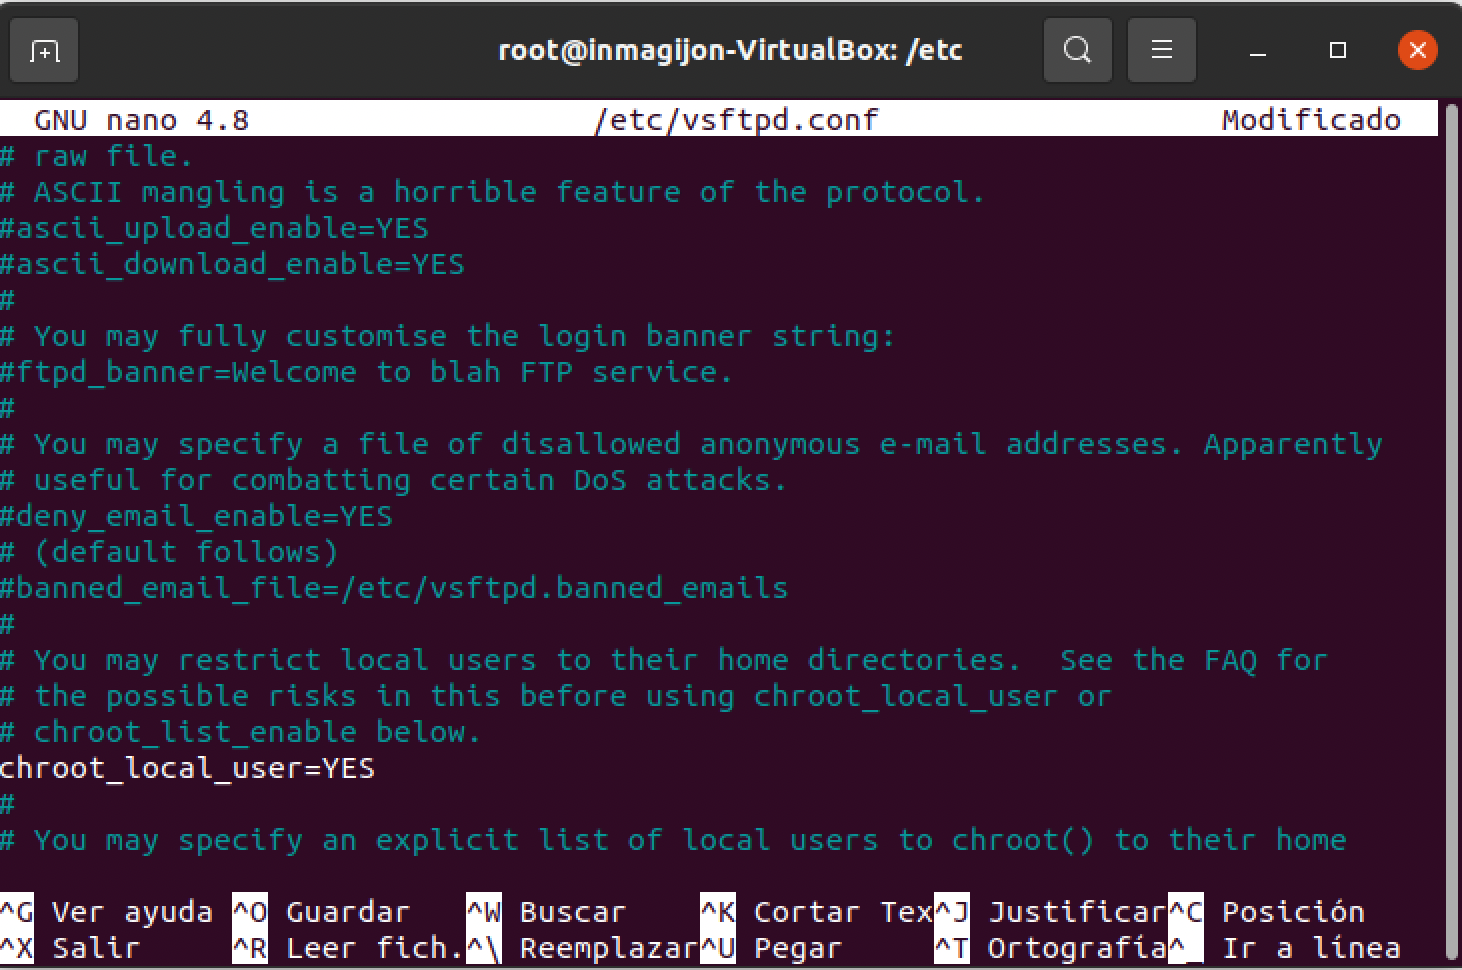 root@inmagijon-VirtualBox: /etc
GNU nano 4.8 /etc/vsftpd.conf Modificado
# raw file.
# ASCII mangling is a horrible feature of the protocol.
#ascii_upload_enable=YES
#ascii_download_enable=YES
#
# You may fully customise the login banner string:
#ftpd_banner=Welcome to blah FTP service.
#
# You may specify a file of disallowed anonymous e-mail addresses. Apparently
# useful for combatting certain DoS attacks.
#deny_email_enable=YES
# (default follows)
#banned_email_file=/etc/vsftpd.banned_emails
#
# You may restrict local users to their home directories.  See the FAQ for
# the possible risks in this before using chroot_local_user or
# chroot_list_enable below.
chroot_local_user=YES
#
# You may specify an explicit list of local users to chroot() to their home
^G Ver ayuda ^O Guardar ^W Buscar ^K Cortar Tex^J Justificar^C Posición
^X Salir ^R Leer fich.^\ Reemplazar^U Pegar ^T Ortografía^_ Ir a línea